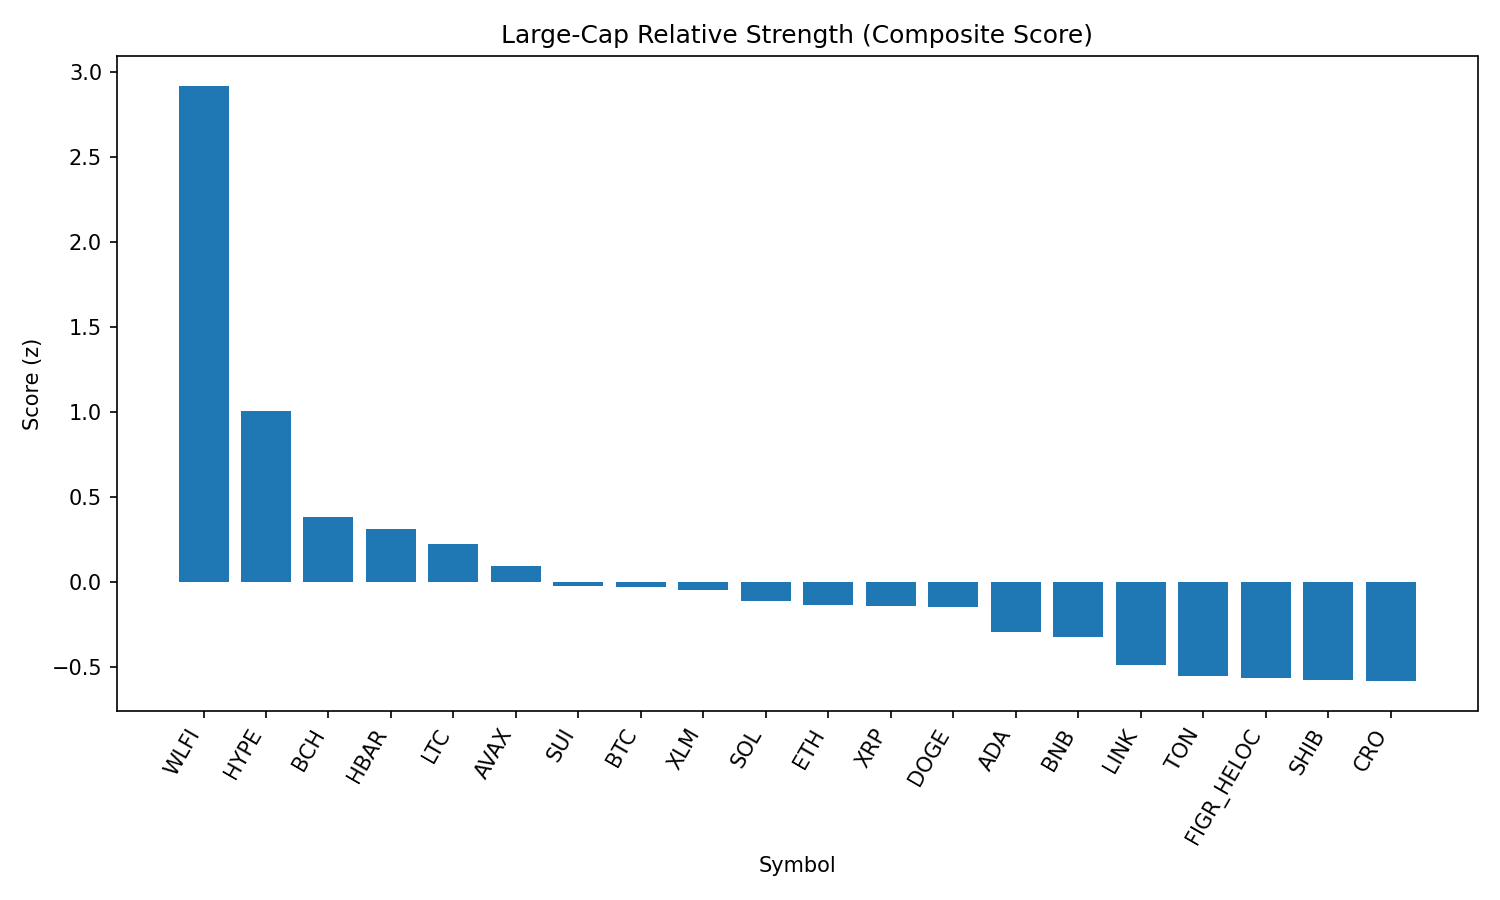 Large-Cap Relative Strength (Composite Score)
3.0
2.5
2.0
1.5
1.0
0.5
0.0
−0.5
Score (z)
WLFI
HYPE
BCH
HBAR
LTC
AVAX
SUI
BTC
XLM
SOL
ETH
XRP
DOGE
ADA
BNB
LINK
TON
FIGR_HELOC
SHIB
CRO
Symbol